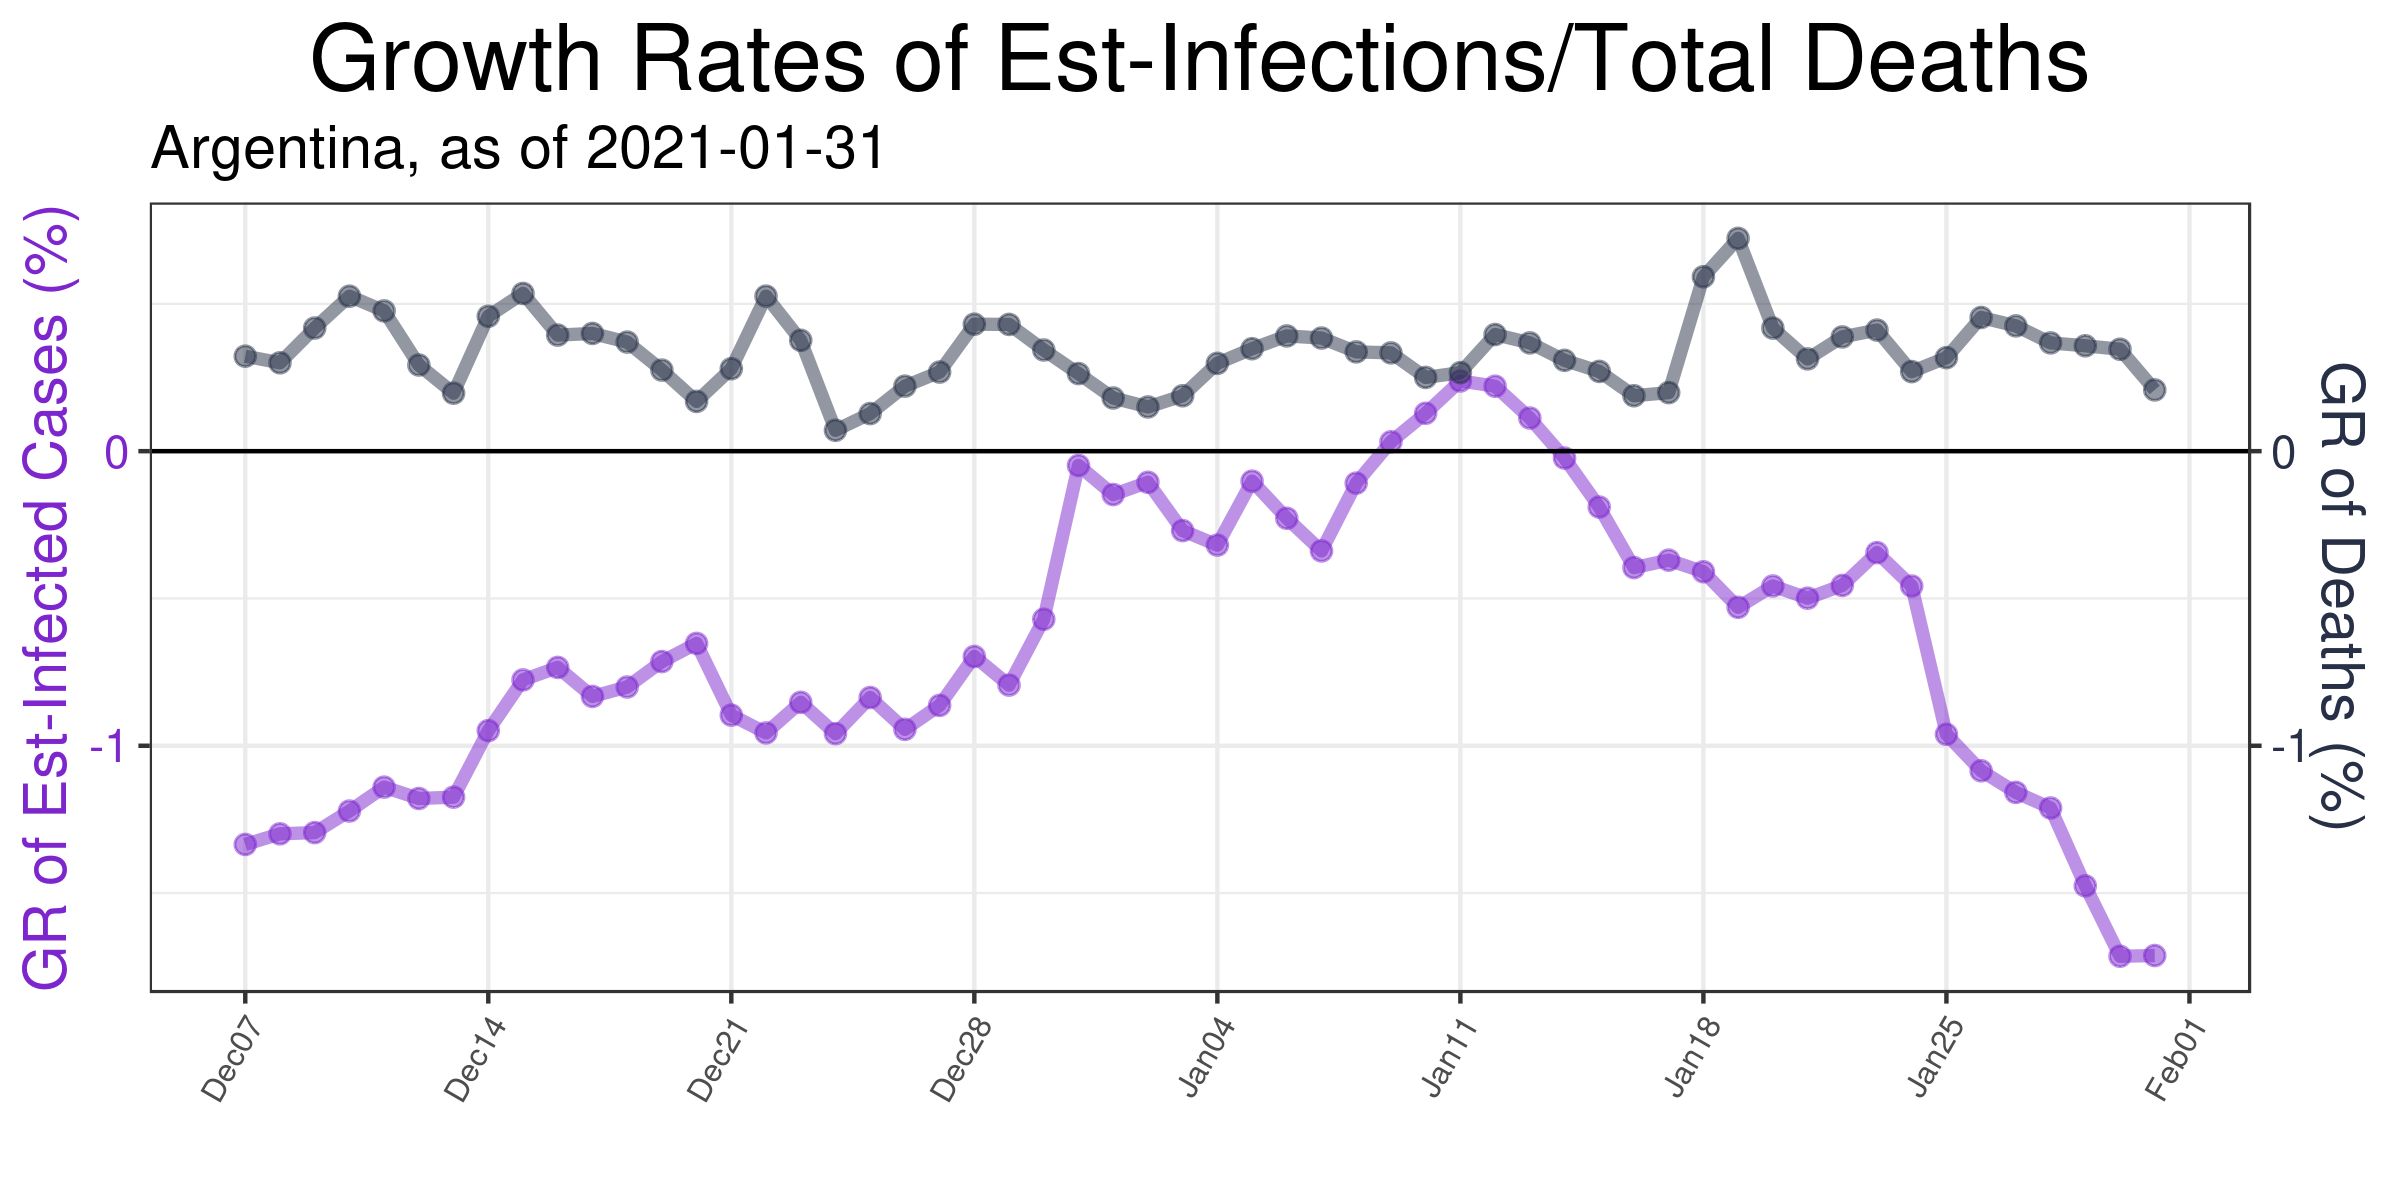 Growth Rates of Est-Infections/Total Deaths
Argentina, as of 2021-01-31
GR of Est-Infected Cases (%)
0
-1
0
-1
GR of Deaths (%)
Dec07
Dec14
Dec21
Dec28
Jan04
Jan11
Jan18
Jan25
Feb01